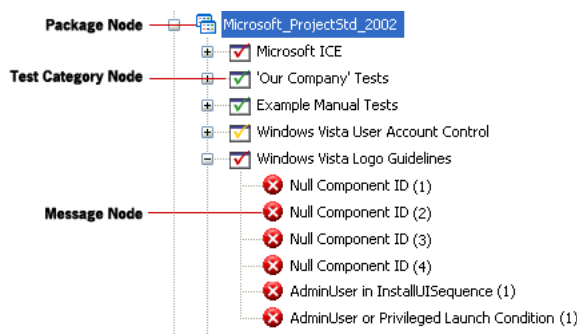 Package Node Microsoft_ProjectStd_2002
Microsoft ICE
Test Category Node 'Our Company' Tests
Example Manual Tests
Windows Vista User Account Control
Windows Vista Logo Guidelines
Null Component ID (1)
Message Node Null Component ID (2)
Null Component ID (3)
Null Component ID (4)
AdminUser in InstallUISequence (1)
AdminUser or Privileged Launch Condition (1)